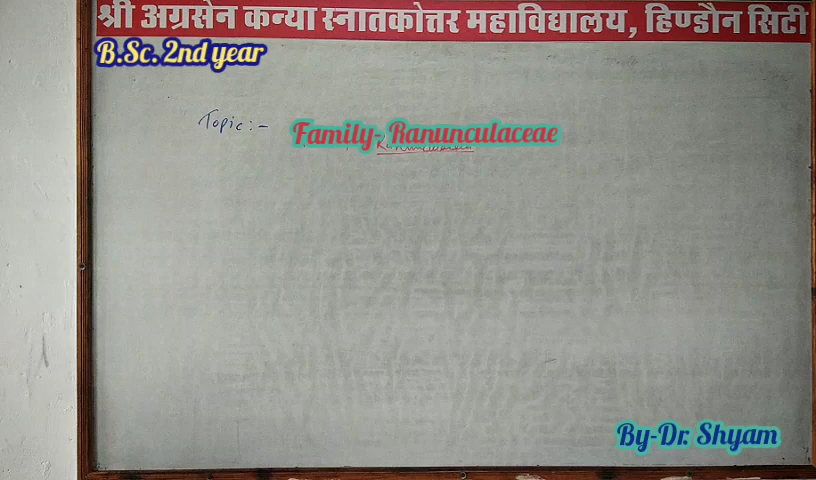 श्री अग्रसेन कन्या स्नातकोत्तर महाविद्यालय, हिण्डौन सिटी
B.Sc. 2nd year
Topic:- Family- Ranunculaceae
By-Dr. Shyam